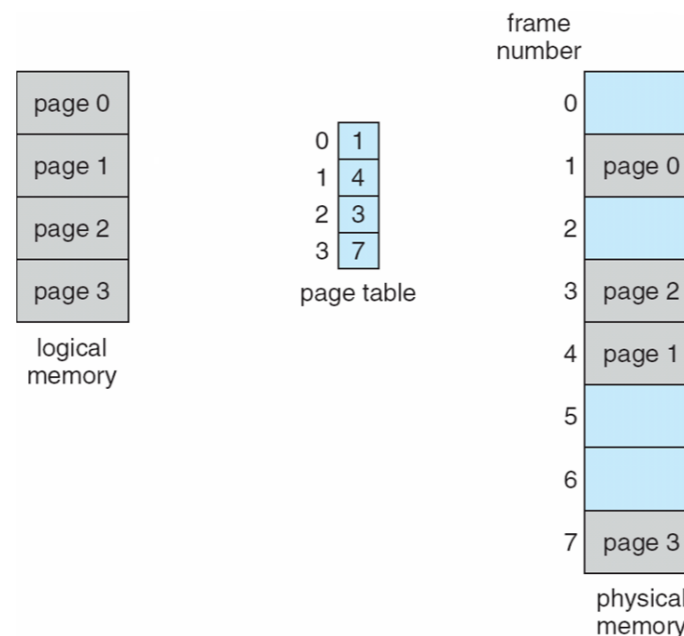 page 0
page 1
page 2
page 3
logical
memory
0 1
1 4
2 3
3 7
page table
frame
number
0
1 page 0
2
3 page 2
4 page 1
5
6
7 page 3
physical
memory